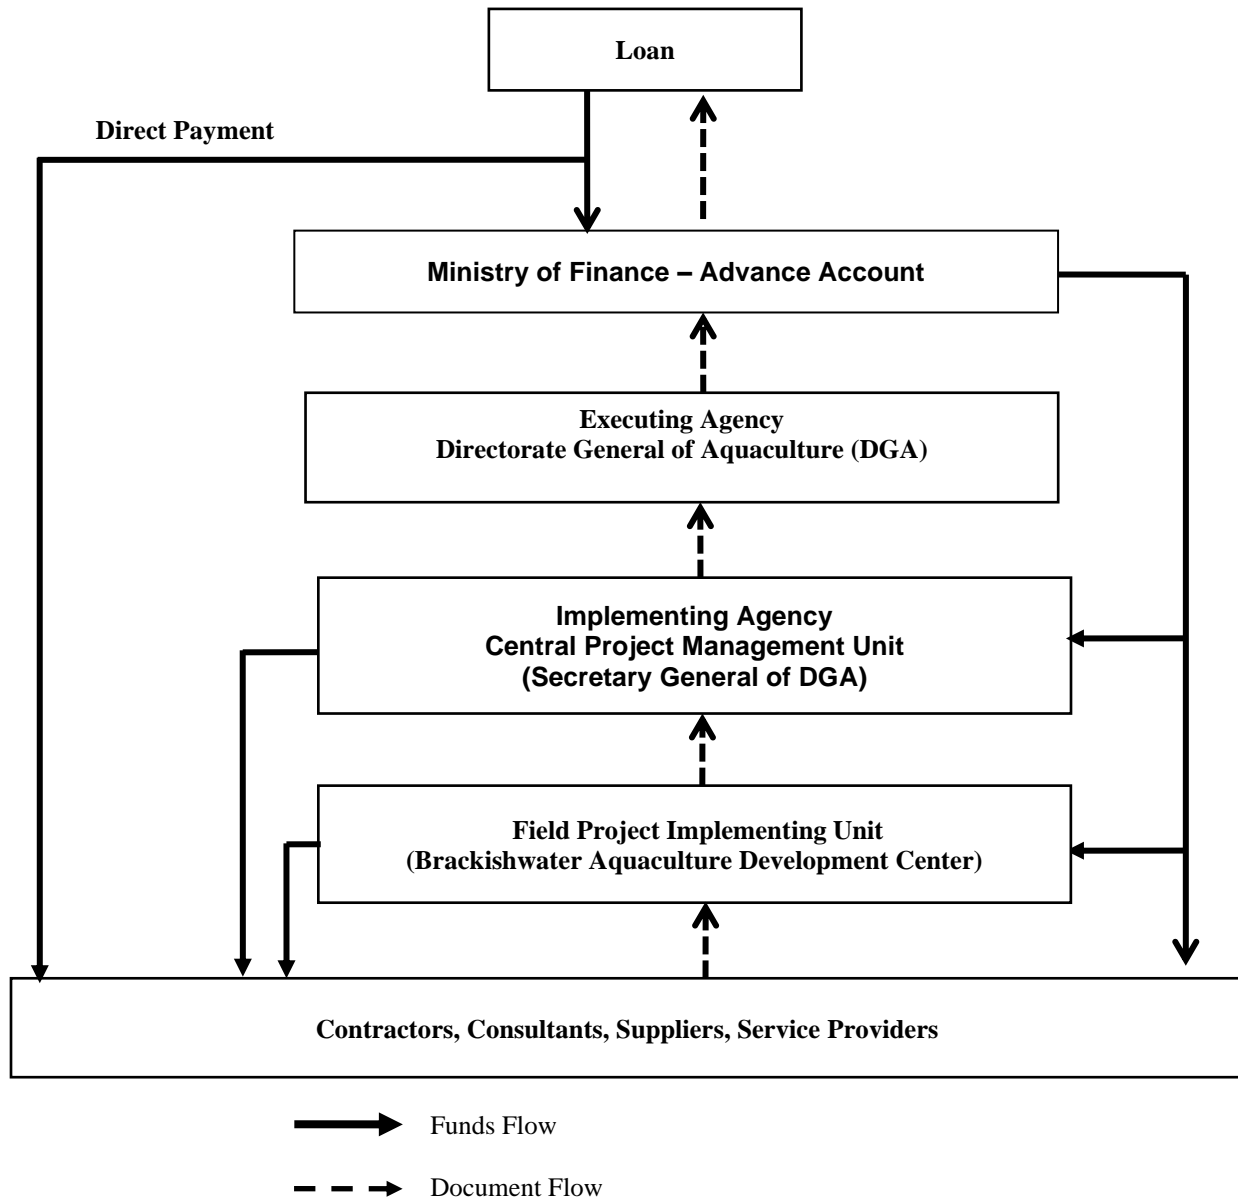 Loan
Direct Payment
Ministry of Finance – Advance Account
Executing Agency
Directorate General of Aquaculture (DGA)
Implementing Agency
Central Project Management Unit
(Secretary General of DGA)
Field Project Implementing Unit
(Brackishwater Aquaculture Development Center)
Contractors, Consultants, Suppliers, Service Providers
Funds Flow
Document Flow